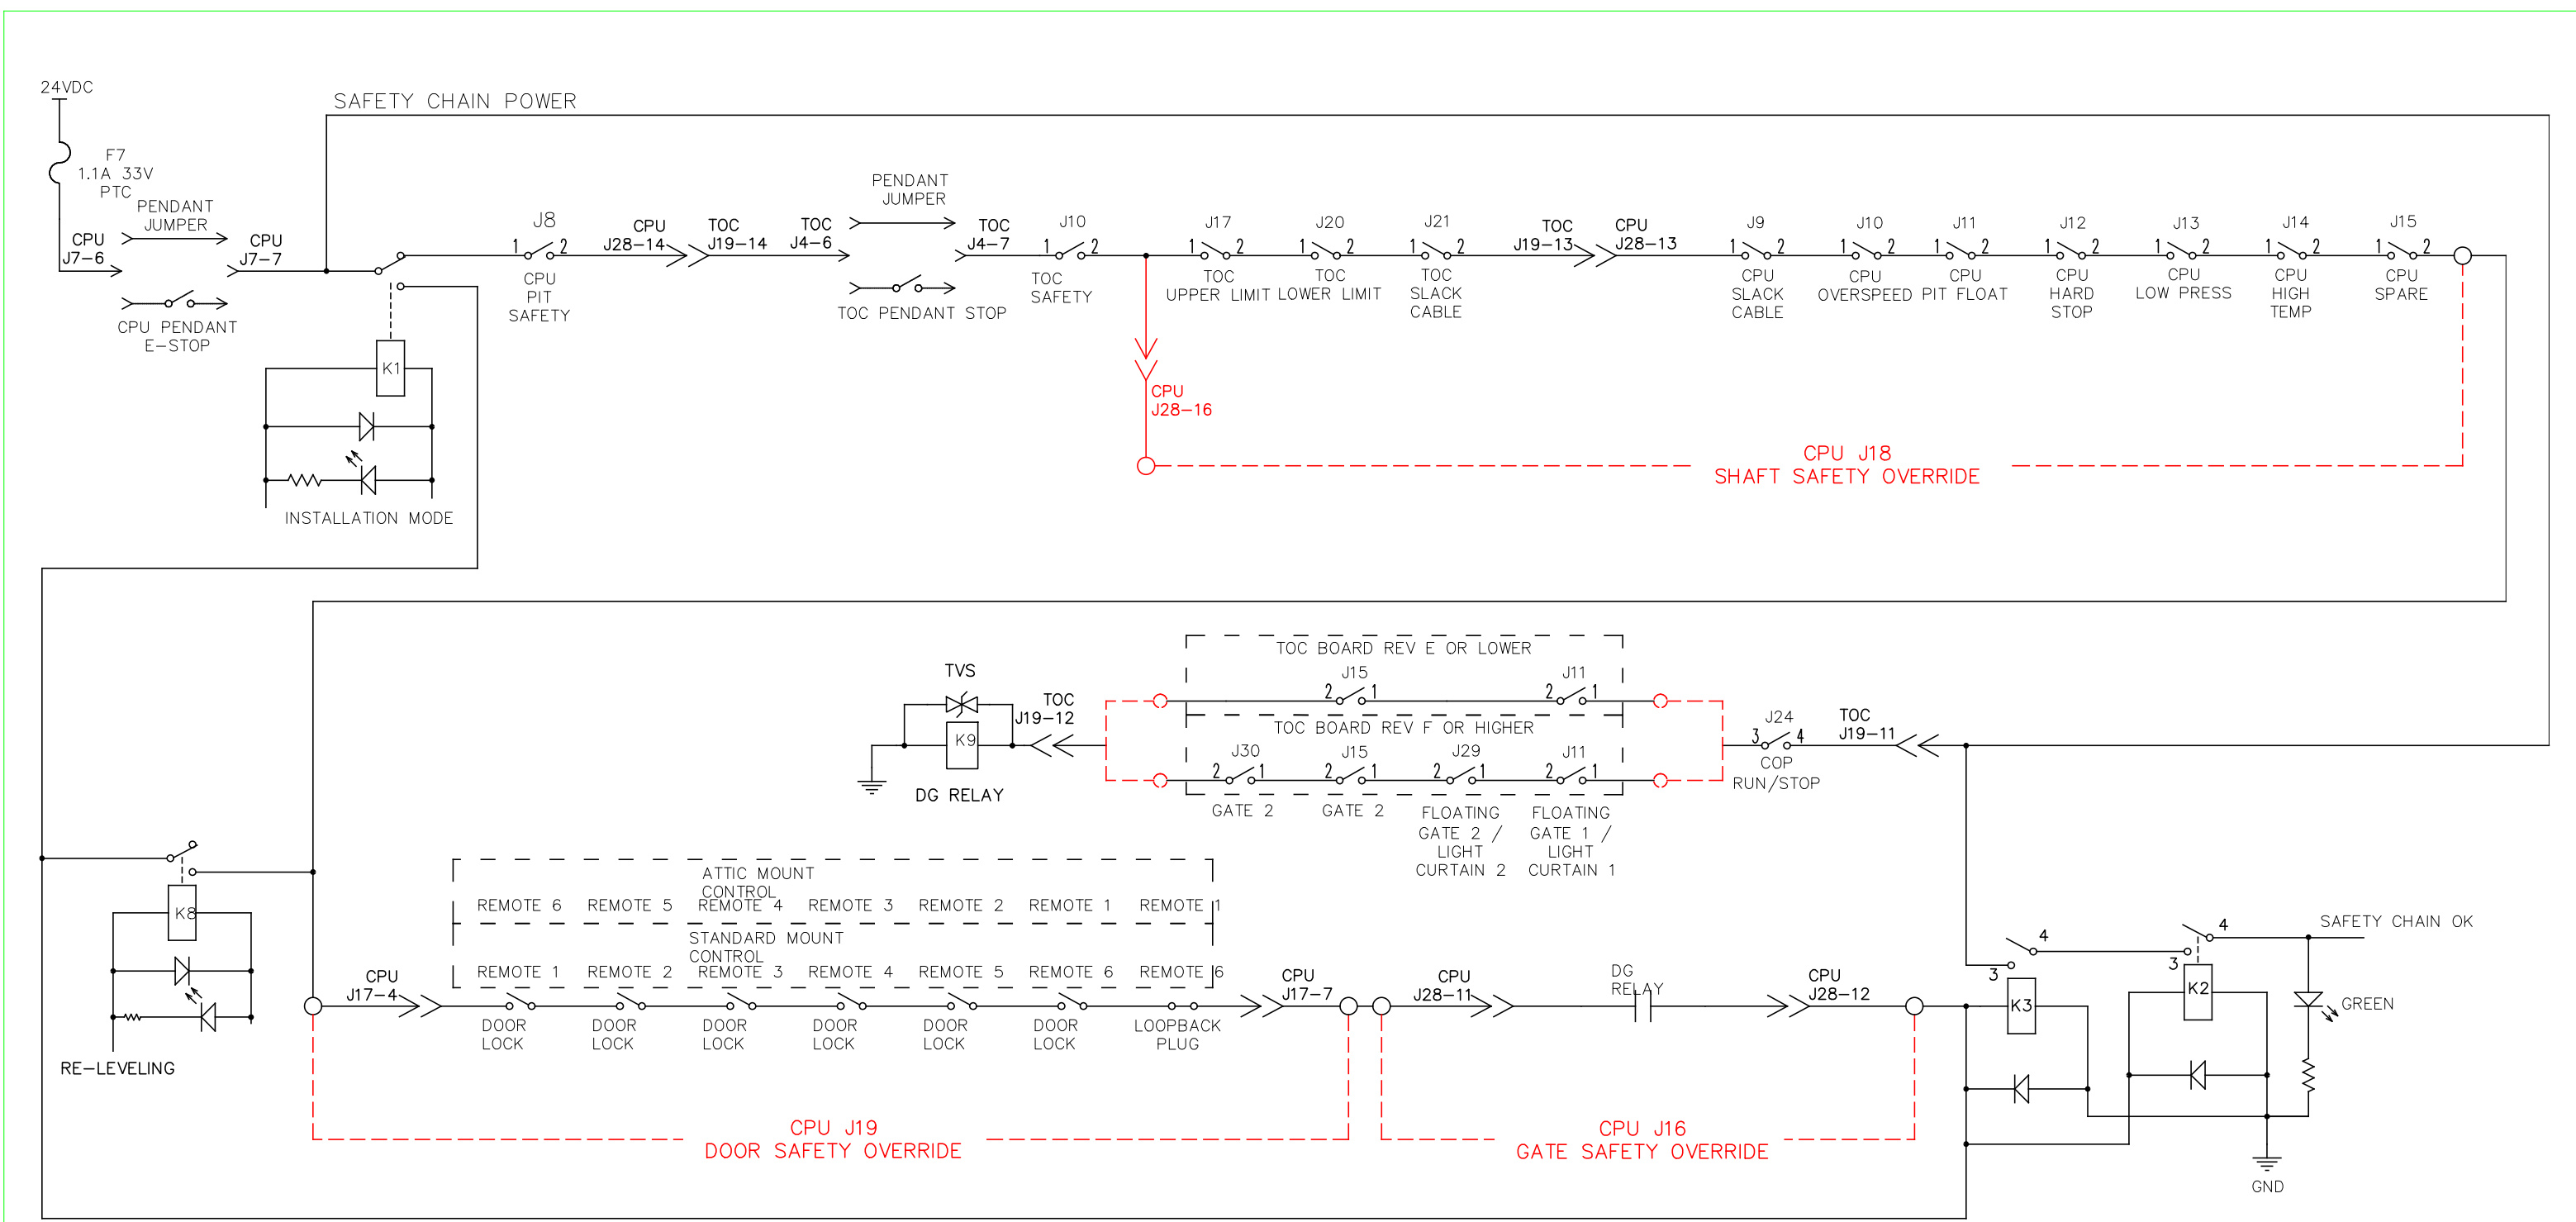 24VDC
SAFETY CHAIN POWER
F7
1.1A 33V
PTC
PENDANT
JUMPER
CPU
J7-6
CPU
J7-7
CPU PENDANT
E-STOP
K1
INSTALLATION MODE
J8
1 2
CPU
PIT
SAFETY
CPU
J28-14
TOC
J19-14
TOC
J4-6
PENDANT
JUMPER
TOC
J4-7
TOC PENDANT STOP
J10
1 2
TOC
SAFETY
J17
1 2
TOC
UPPER LIMIT
J20
1 2
TOC
LOWER LIMIT
J21
1 2
TOC
SLACK
CABLE
TOC
J19-13
CPU
J28-13
J9
1 2
CPU
SLACK
CABLE
J10
1 2
CPU
OVERSPEED
J11
1 2
CPU
PIT FLOAT
J12
1 2
CPU
HARD
STOP
J13
1 2
CPU
LOW PRESS
J14
1 2
CPU
HIGH
TEMP
J15
1 2
CPU
SPARE
CPU
J28-16
CPU J18
SHAFT SAFETY OVERRIDE
TOC BOARD REV E OR LOWER
J15
2 1
J11
2 1
TOC BOARD REV F OR HIGHER
J30
2 1
GATE 2
J15
2 1
GATE 2
J29
2 1
FLOATING
GATE 2 /
LIGHT
CURTAIN 2
J11
2 1
FLOATING
GATE 1 /
LIGHT
CURTAIN 1
TVS
K9
DG RELAY
TOC
J19-12
J24
3 4
COP
RUN/STOP
TOC
J19-11
K8
RE-LEVELING
ATTIC MOUNT
CONTROL
REMOTE 6 REMOTE 5 REMOTE 4 REMOTE 3 REMOTE 2 REMOTE 1 REMOTE 1
STANDARD MOUNT
CONTROL
REMOTE 1 REMOTE 2 REMOTE 3 REMOTE 4 REMOTE 5 REMOTE 6 REMOTE 6
CPU
J17-4
DOOR
LOCK
DOOR
LOCK
DOOR
LOCK
DOOR
LOCK
DOOR
LOCK
DOOR
LOCK
LOOPBACK
PLUG
CPU
J17-7
CPU
J28-11
DG
RELAY
CPU
J28-12
4
3
K3
4
3
K2
SAFETY CHAIN OK
GREEN
GND
CPU J19
DOOR SAFETY OVERRIDE
CPU J16
GATE SAFETY OVERRIDE